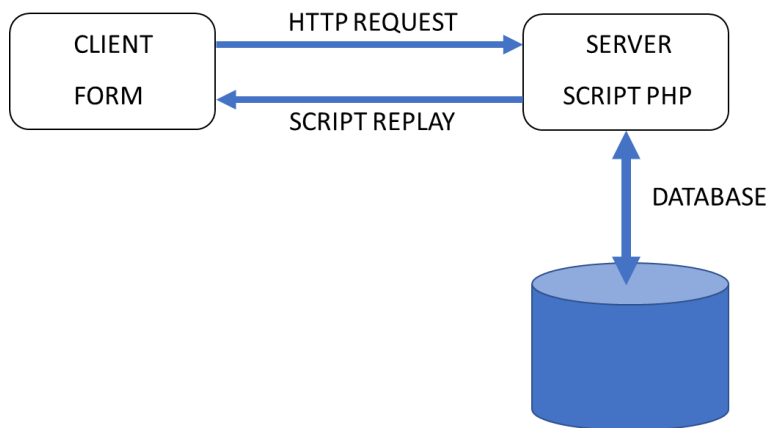 CLIENT
FORM
HTTP REQUEST
SCRIPT REPLAY
SERVER
SCRIPT PHP
DATABASE